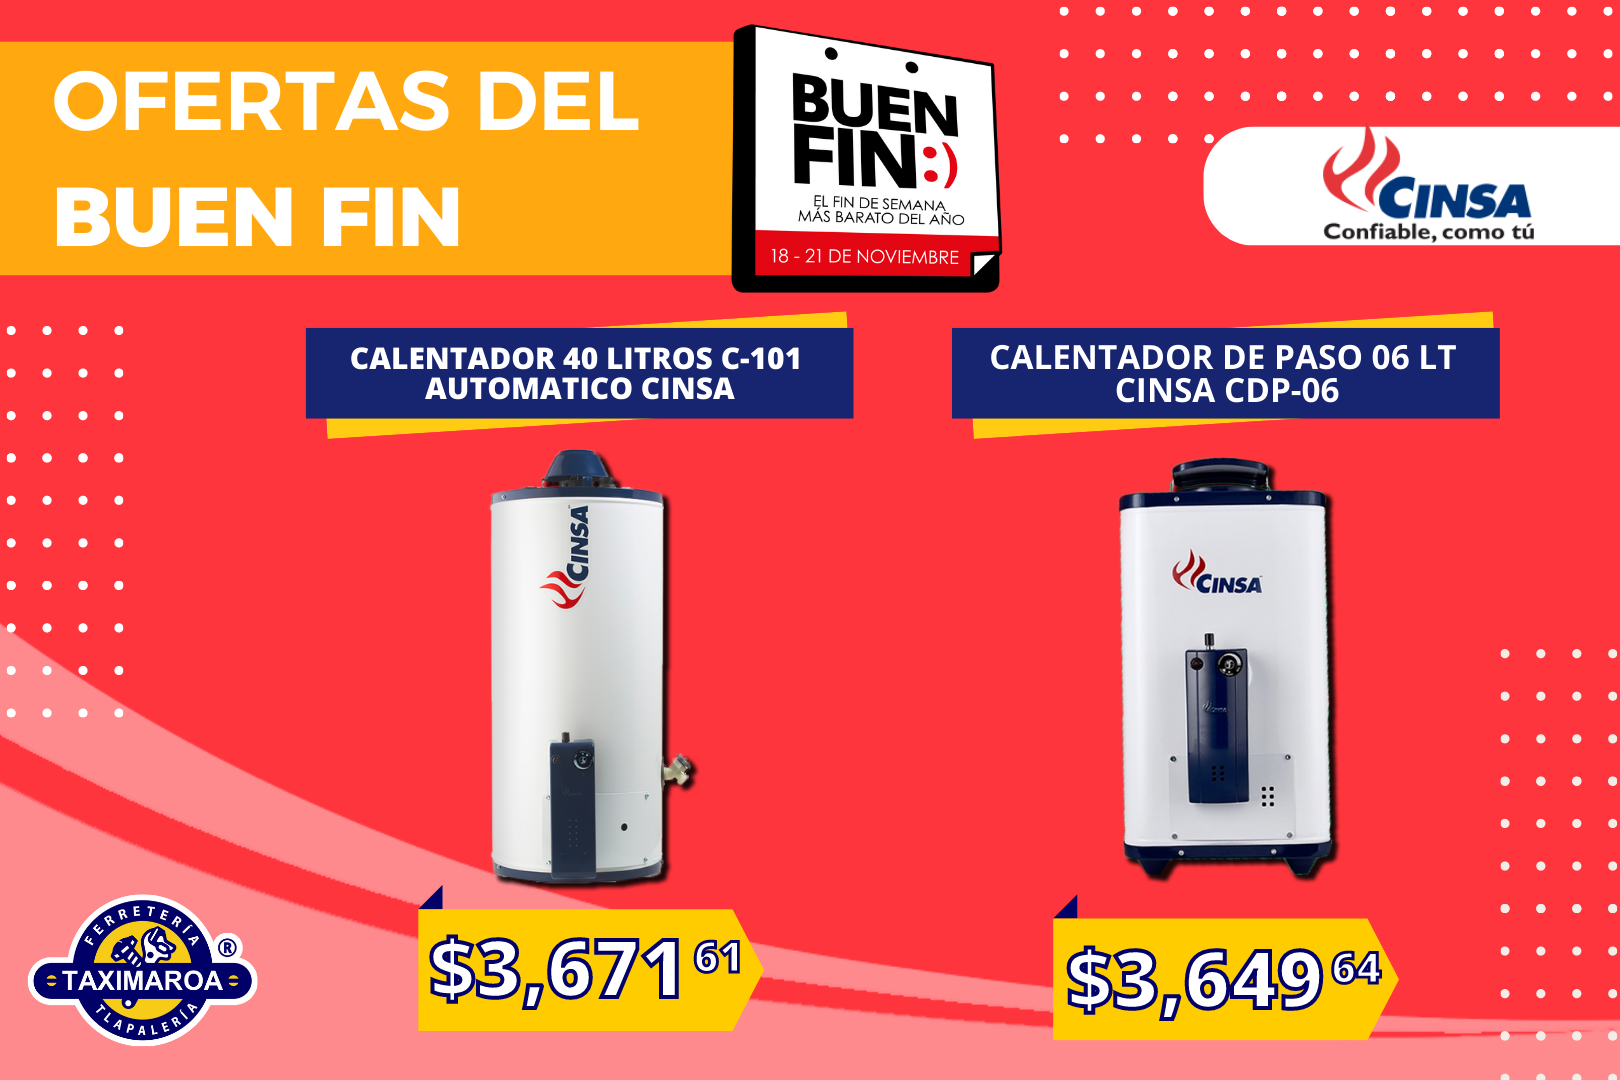 OFERTAS DEL
BUEN FIN
BUEN
FIN:)
EL FIN DE SEMANA
MÁS BARATO DEL AÑO
18 - 21 DE NOVIEMBRE
CINSA
Confiable, como tú
CALENTADOR 40 LITROS C-101
AUTOMATICO CINSA
CALENTADOR DE PASO 06 LT
CINSA CDP-06
CINSA
CINSA
$3,671 61
$3,649 64
FERRETERÍA
TAXIMAROA ®
TLAPALERÍA